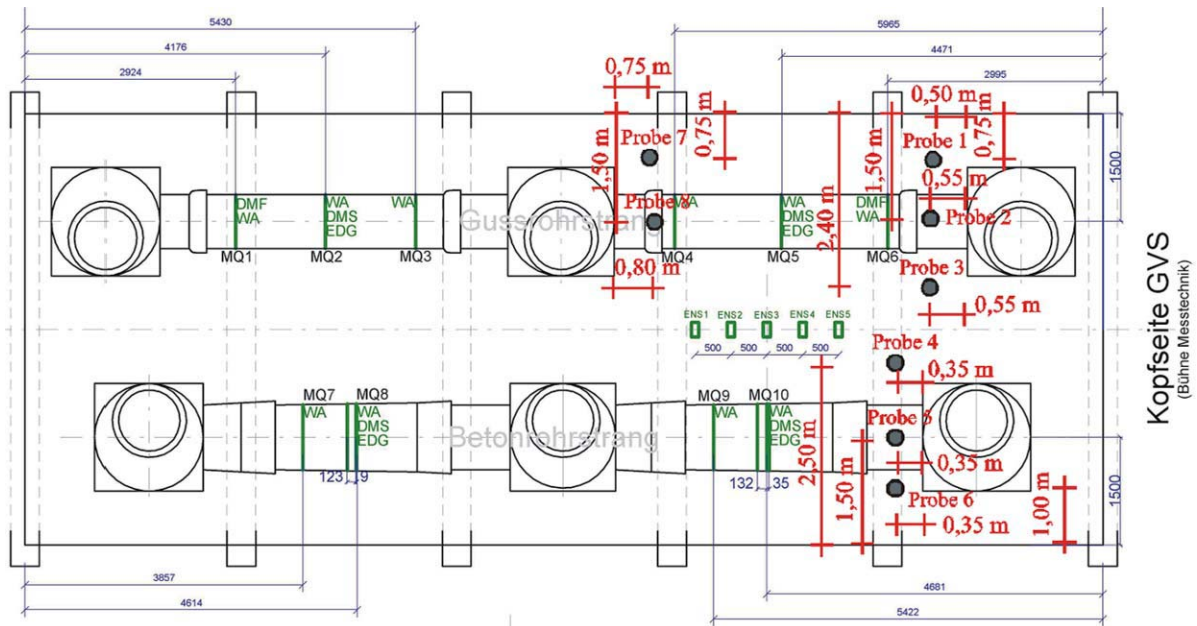 5430
5965
4176
4471
2924
2995
0,75 m
0,50 m
1,50 m
Probe 7
0,75 m
1,50 m
Probe 1
0,75 m
1500
0,55 m
DMF
WA
WA
DMS
EDG
WA
Probe 8
WA
Gussrohrstrang
WA
DMS
EDG
DMF
WA
Probe 2
2,40 m
MQ1
MQ2
MQ3
MQ4
MQ5
MQ6
0,80 m
Probe 3
0,55 m
ENS1
ENS2
ENS3
ENS4
ENS5
500
500
500
500
Probe 4
0,35 m
Kopfseite GVS
(Bühne Messtechnik)
MQ7
MQ8
MQ9
MQ10
WA
WA
DMS
EDG
WA
WA
DMS
EDG
Betonrohrstrang
Probe 5
0,35 m
2,50 m
1,50 m
123
9
132
35
Probe 6
0,35 m
1,00 m
1500
3857
4681
4614
5422